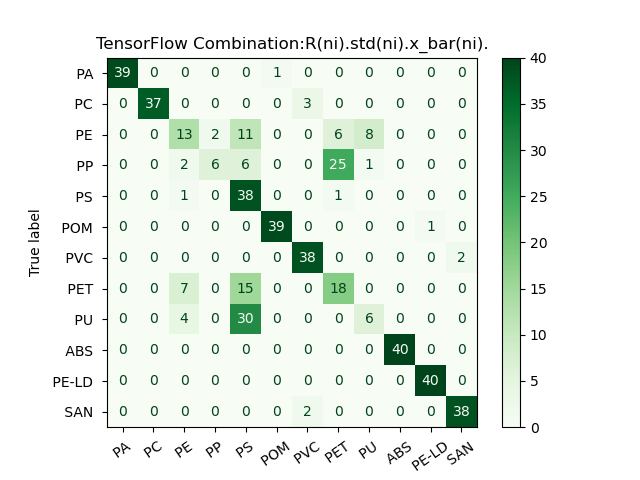 TensorFlow Combination:R(ni).std(ni).x_bar(ni).
PA 39 0 0 0 0 1 0 0 0 0 0 0
PC 0 37 0 0 0 0 3 0 0 0 0 0
PE 0 0 13 2 11 0 0 6 8 0 0 0
PP 0 0 2 6 6 0 0 25 1 0 0 0
PS 0 0 1 0 38 0 0 1 0 0 0 0
POM 0 0 0 0 0 39 0 0 0 0 1 0
PVC 0 0 0 0 0 0 38 0 0 0 0 2
PET 0 0 7 0 15 0 0 18 0 0 0 0
PU 0 0 4 0 30 0 0 0 6 0 0 0
ABS 0 0 0 0 0 0 0 0 0 40 0 0
PE-LD 0 0 0 0 0 0 0 0 0 0 40 0
SAN 0 0 0 0 0 0 2 0 0 0 0 38
PA PC PE PP PS POM PVC PET PU ABS PE-LD SAN
True label
40
35
30
25
20
15
10
5
0